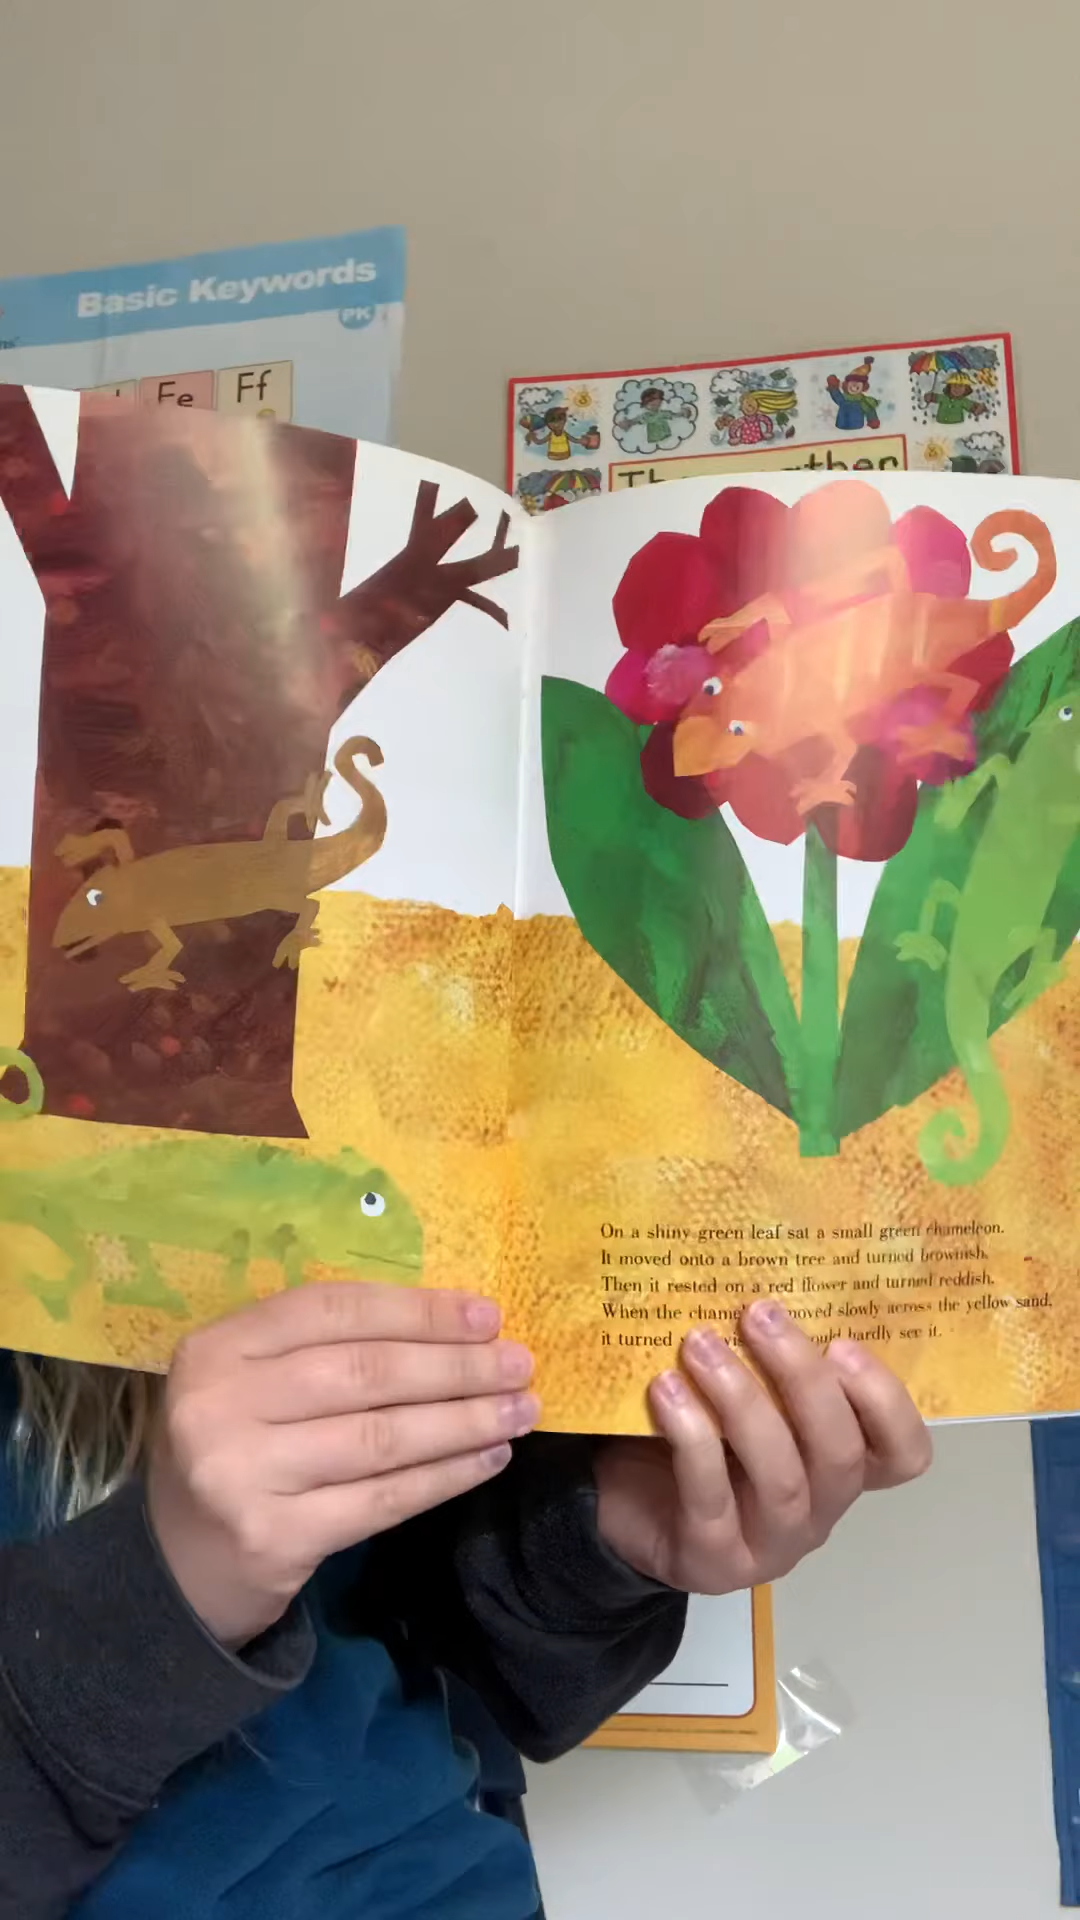 Basic Keywords
PK
Ee Ff
On a shiny green leaf sat a small green chameleon.
It moved onto a brown tree and turned brownish.
Then it rested on a red flower and turned reddish.
When the moved slowly across the yellow sand,
it turned hardly see it.